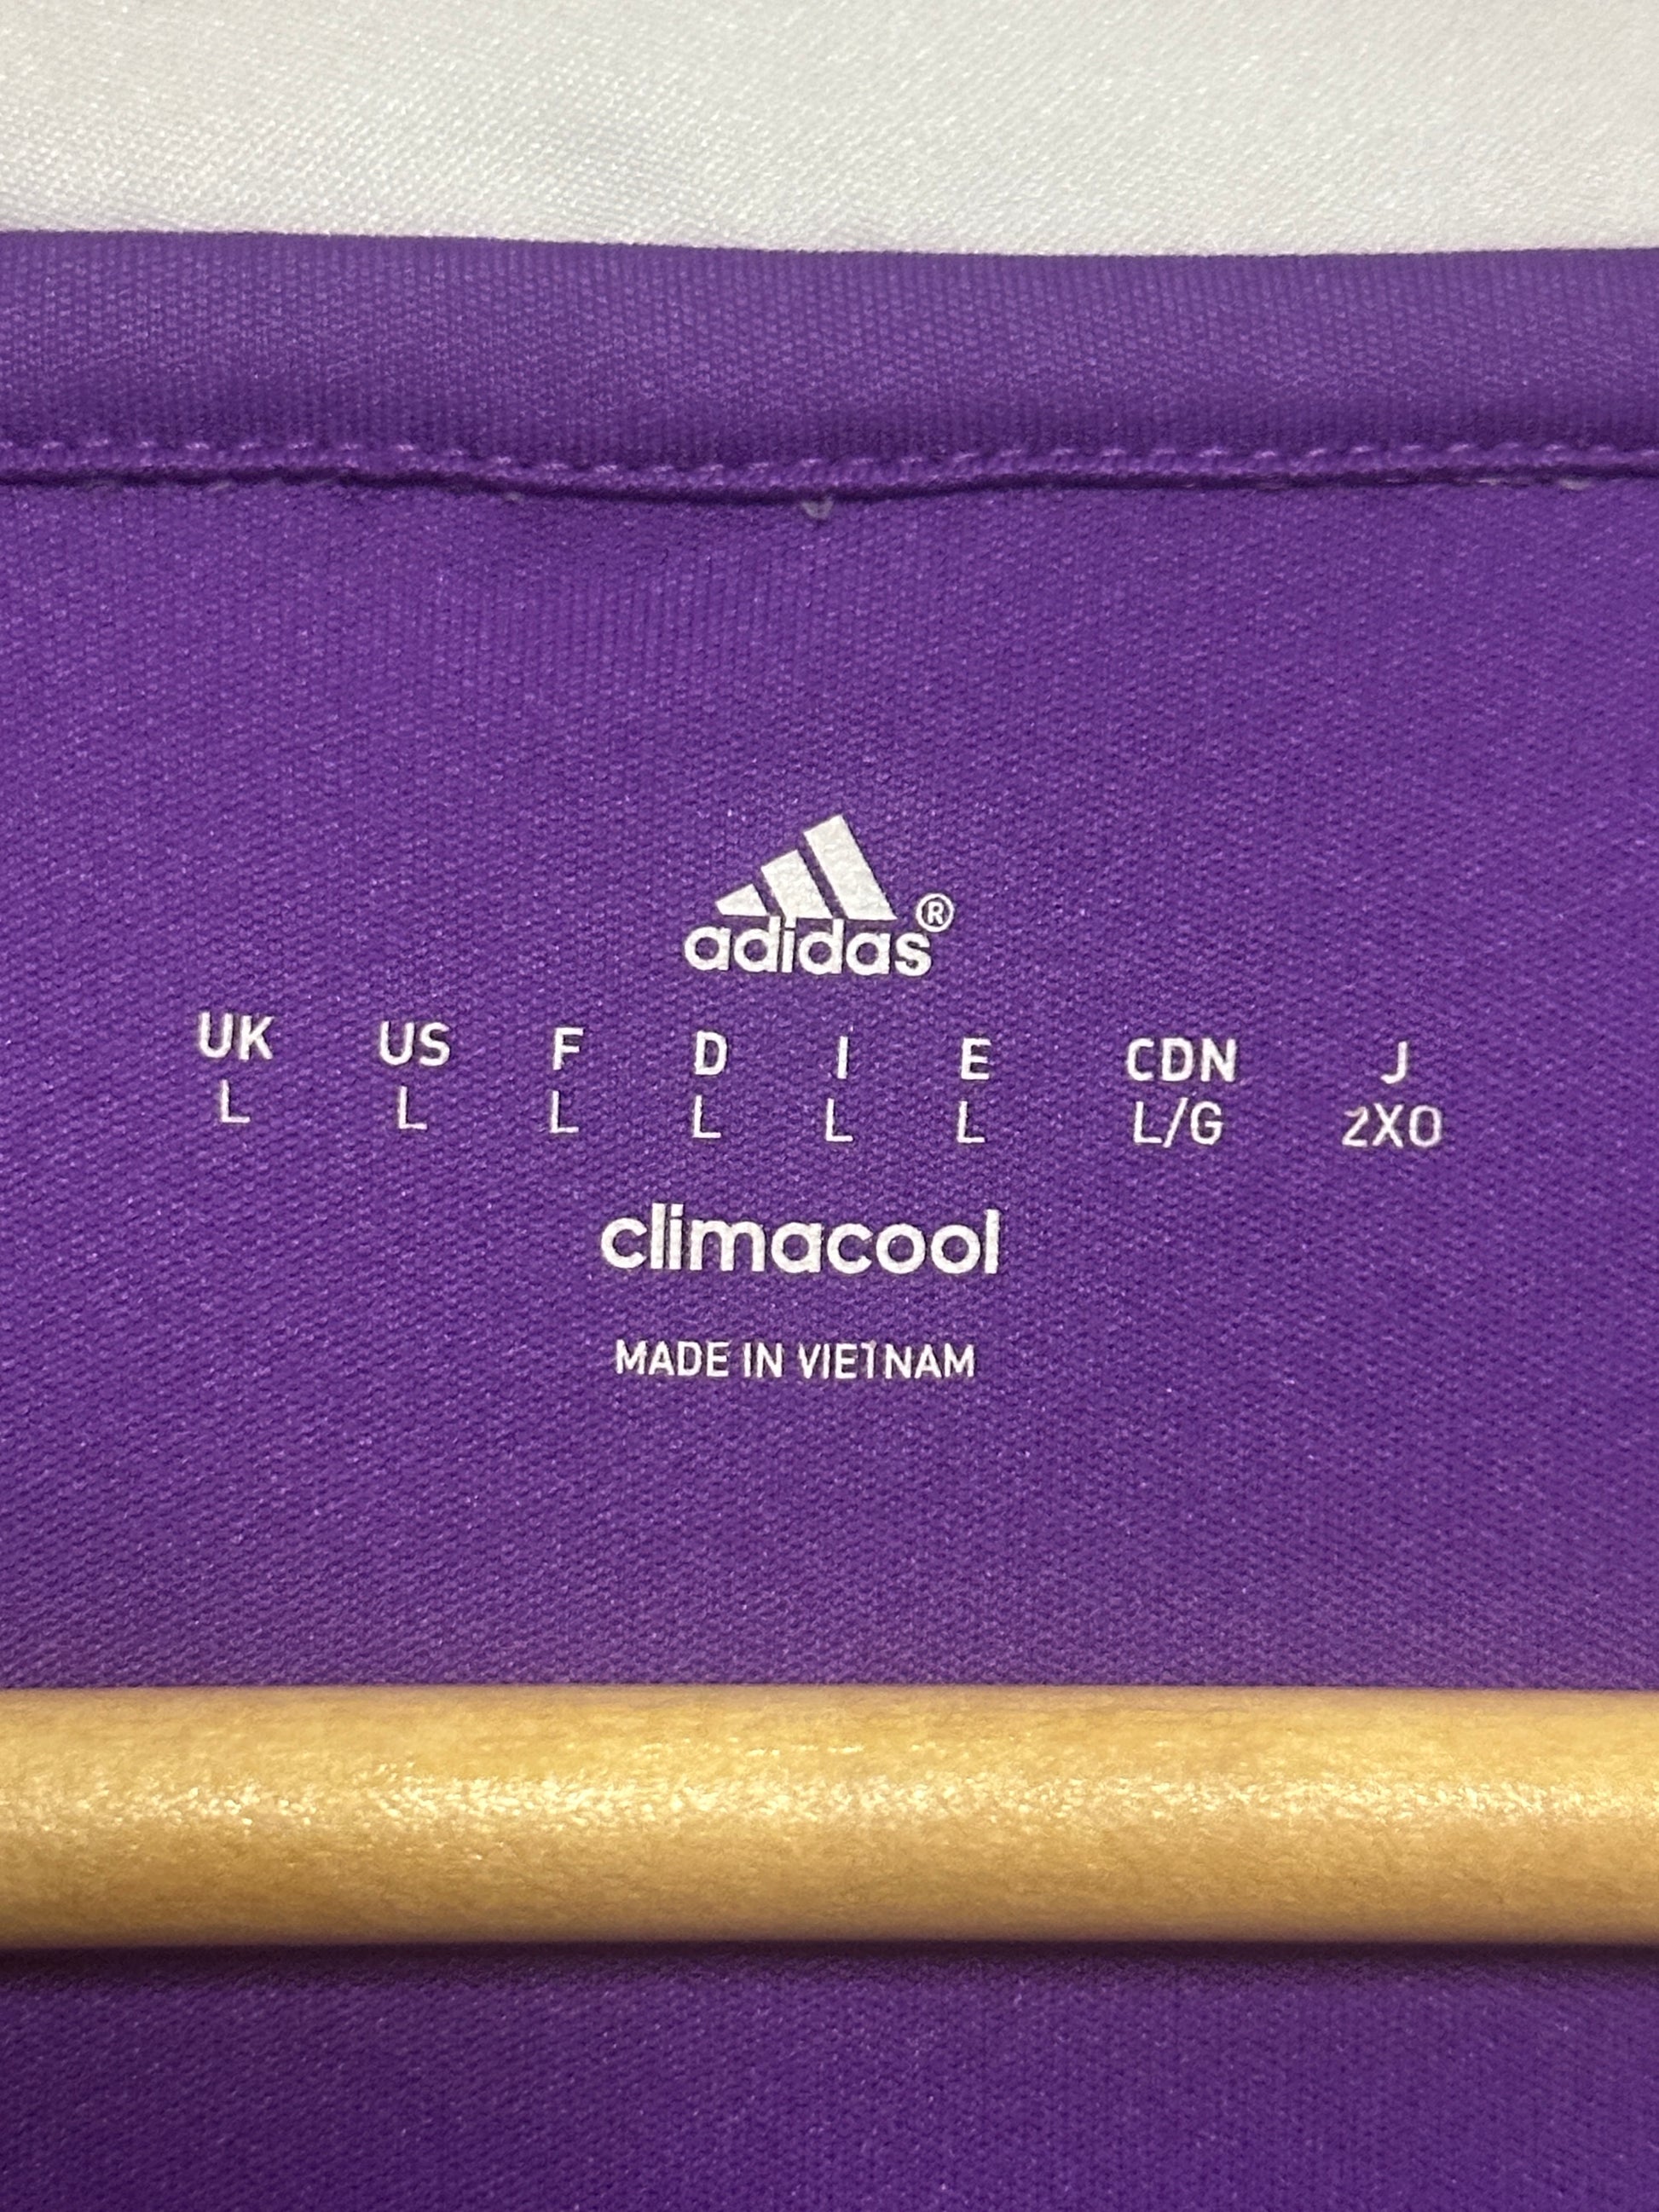 adidas®
UK US F D I E CDN J
L L L L L L L/G 2XO
climacool
MADE IN VIETNAM